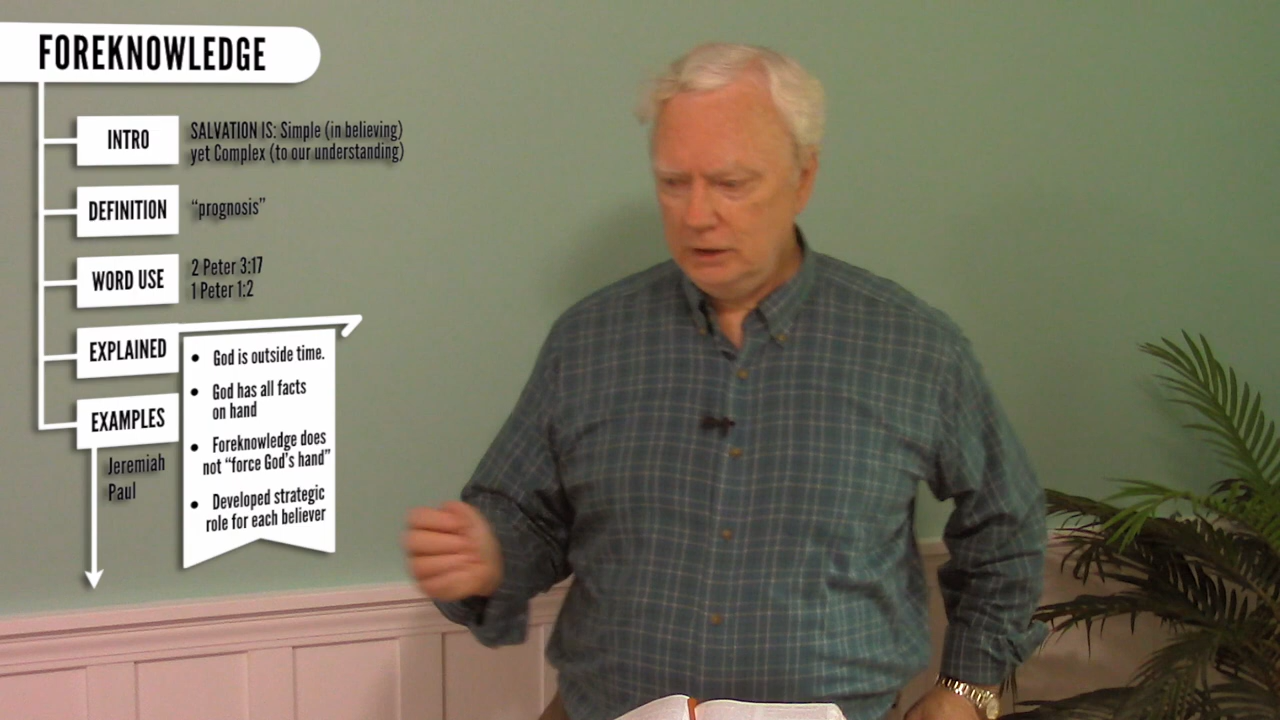 FOREKNOWLEDGE
INTRO
SALVATION IS: Simple (in believing)
yet Complex (to our understanding)
DEFINITION
“prognosis”
WORD USE
2 Peter 3:17
1 Peter 1:2
EXPLAINED
• God is outside time.
• God has all facts
on hand
• Foreknowledge does
not “force God's hand”
• Developed strategic
role for each believer
EXAMPLES
Jeremiah
Paul